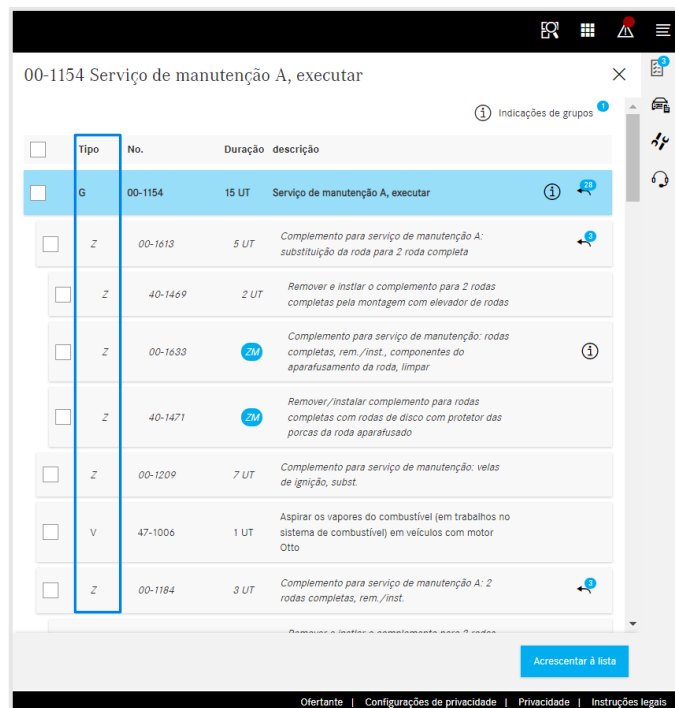 00-1154 Serviço de manutenção A, executar
3
Indicações de grupos 1
Tipo No. Duração descrição
G 00-1154 15 UT Serviço de manutenção A, executar 28
Z 00-1613 5 UT Complemento para serviço de manutenção A:
substituição da roda para 2 roda completa
3
Z 40-1469 2 UT Remover e instlar o complemento para 2 rodas
completas pela montagem com elevador de rodas
Complemento para serviço de manutenção: rodas
Z 00-1633 ZM completas, rem./inst., componentes do
aparafusamento da roda, limpar
Remover/instalar complemento para rodas
Z 40-1471 ZM completas com rodas de disco com protetor das
porcas da roda aparafusado
Z 00-1209 7 UT Complemento para serviço de manutenção: velas
de ignição, subst.
Aspirar os vapores do combustível (em trabalhos no
V 47-1006 1 UT sistema de combustível) em veículos com motor
Otto
Z 00-1184 3 UT Complemento para serviço de manutenção A: 2
rodas completas, rem./inst.
3
Remover e instlar o complemento para 2 rodas
Acrescentar à lista
Ofertante | Configurações de privacidade | Privacidade | Instruções legais